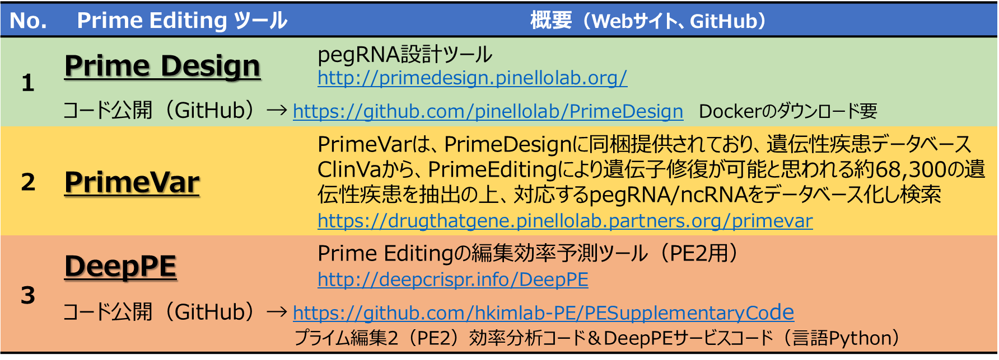 No. Prime Editing ツール 概要（Webサイト、GitHub）
1
Prime Design
pegRNA設計ツール
http://primedesign.pinellolab.org/
コード公開（GitHub）→ https://github.com/pinellolab/PrimeDesign Dockerのダウンロード要
2
PrimeVar
PrimeVarは、PrimeDesignに同梱提供されており、遺伝性疾患データベース
ClinVaから、PrimeEditingにより遺伝子修復が可能と思われる約68,300の遺
伝性疾患を抽出の上、対応するpegRNA/ncRNAをデータベース化し検索
https://drugthatgene.pinellolab.partners.org/primevar
3
DeepPE
Prime Editingの編集効率予測ツール（PE2用）
http://deepcrispr.info/DeepPE
コード公開（GitHub）→ https://github.com/hkimlab-PE/PESupplementaryCode
プライム編集2（PE2）効率分析コード＆DeepPEサービスコード（言語Python）